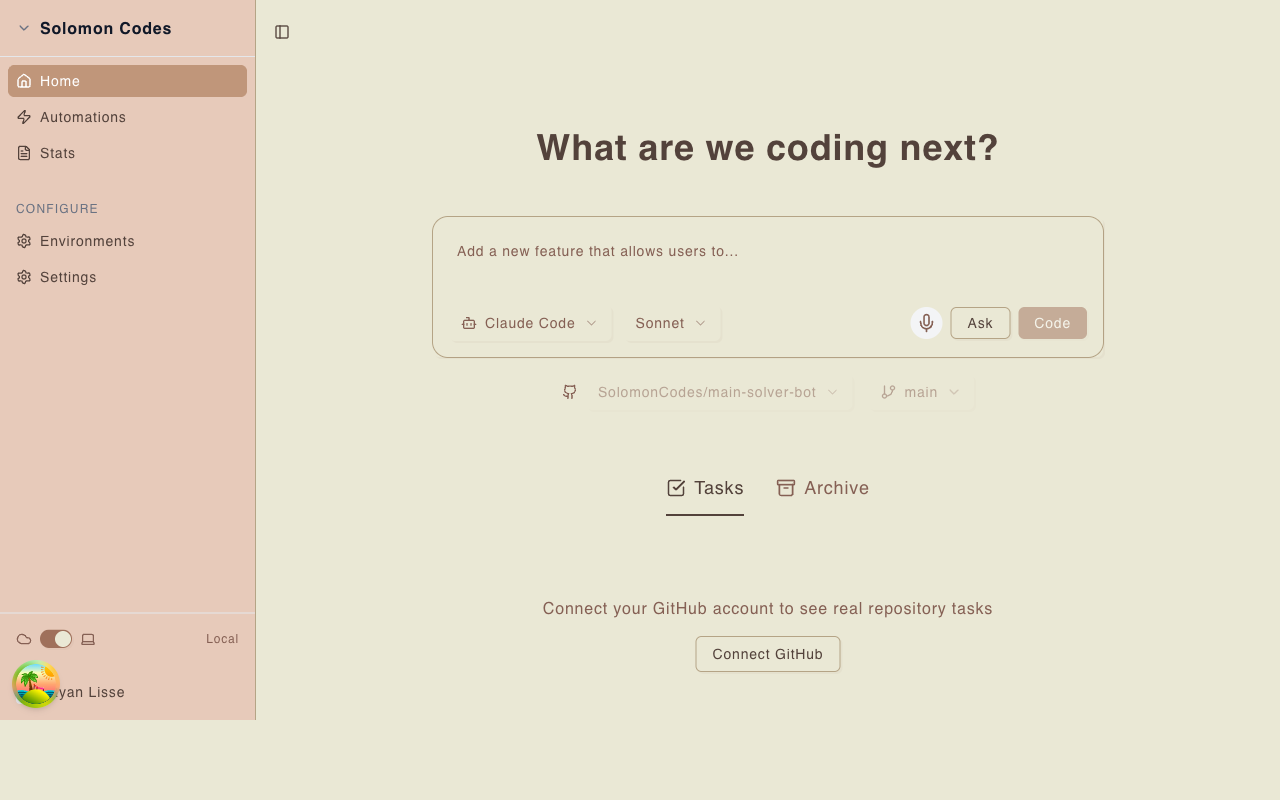 Solomon Codes
Home
Automations
Stats
CONFIGURE
Environments
Settings
Local
yan Lisse
What are we coding next?
Add a new feature that allows users to...
Claude Code
Sonnet
Ask
Code
SolomonCodes/main-solver-bot
main
Tasks
Archive
Connect your GitHub account to see real repository tasks
Connect GitHub